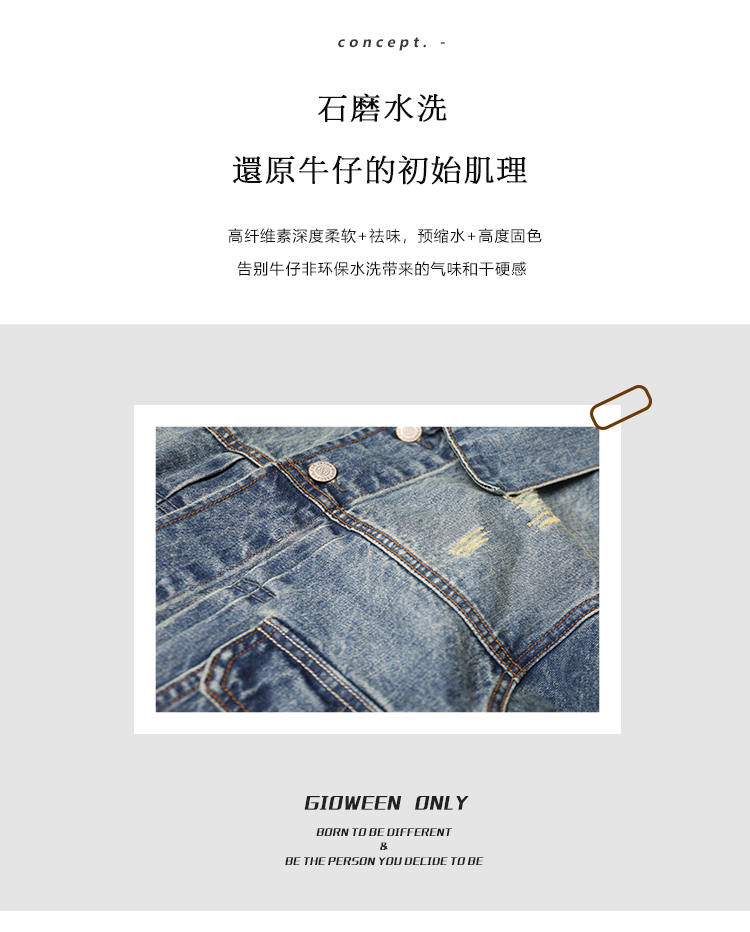 concept. -
石磨水洗
還原牛仔的初始肌理
高纤维素深度柔软+祛味，预缩水+高度固色
告别牛仔非环保水洗带来的气味和干硬感
GIOWEEN ONLY
BORN TO BE DIFFERENT
&
BE THE PERSON YOU DECIDE TO BE